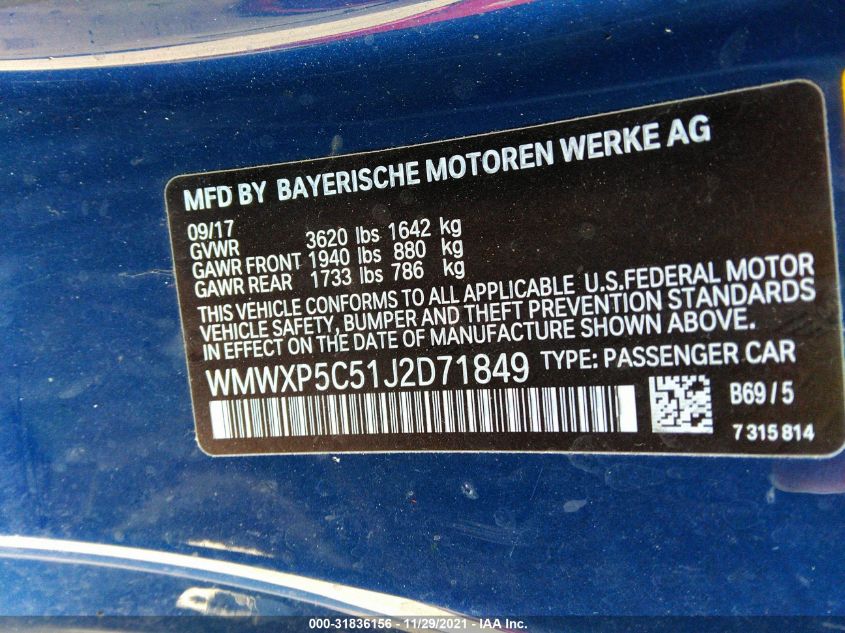 MFD BY BAYERISCHE MOTOREN WERKE AG
09/17
GVWR 3620 lbs 1642 kg
GAWR FRONT 1940 lbs 880 kg
GAWR REAR 1733 lbs 786 kg
THIS VEHICLE CONFORMS TO ALL APPLICABLE U.S.FEDERAL MOTOR
VEHICLE SAFETY, BUMPER AND THEFT PREVENTION STANDARDS
IN EFFECT ON THE DATE OF MANUFACTURE SHOWN ABOVE.
WMWXP5C51J2D71849 TYPE: PASSENGER CAR
B69/5
7 315 814
000-31836156 - 11/29/2021 - IAA Inc.